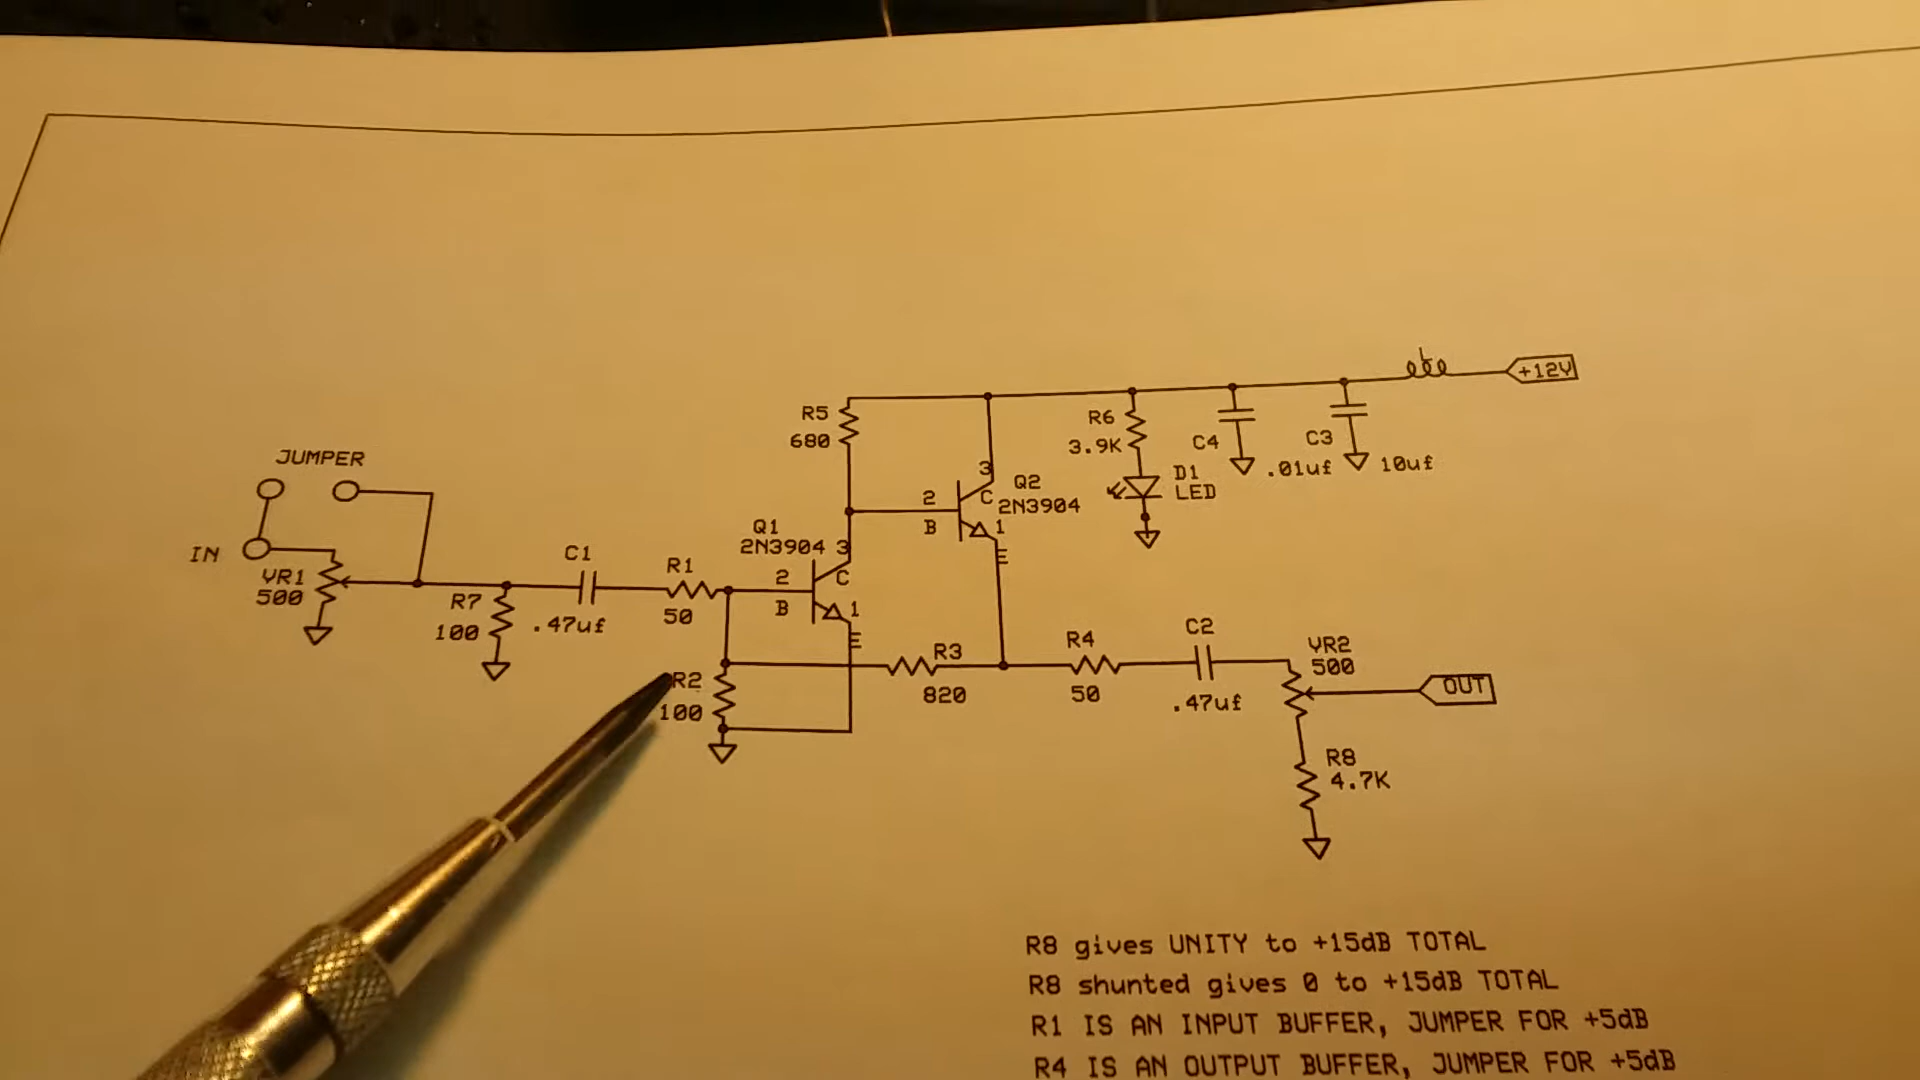 +12V
R5
680
R6
3.9K
C4
.01uf
C3
10uf
D1
LED
3
C
Q2
2N3904
2
B
1
E
JUMPER
IN
VR1
500
R7
100
C1
.47uf
R1
50
Q1
2N3904
3
C
2
B
1
E
R2
100
R3
820
R4
50
C2
.47uf
VR2
500
OUT
R8
4.7K
R8 gives UNITY to +15dB TOTAL
R8 shunted gives 0 to +15dB TOTAL
R1 IS AN INPUT BUFFER, JUMPER FOR +5dB
R4 IS AN OUTPUT BUFFER, JUMPER FOR +5dB